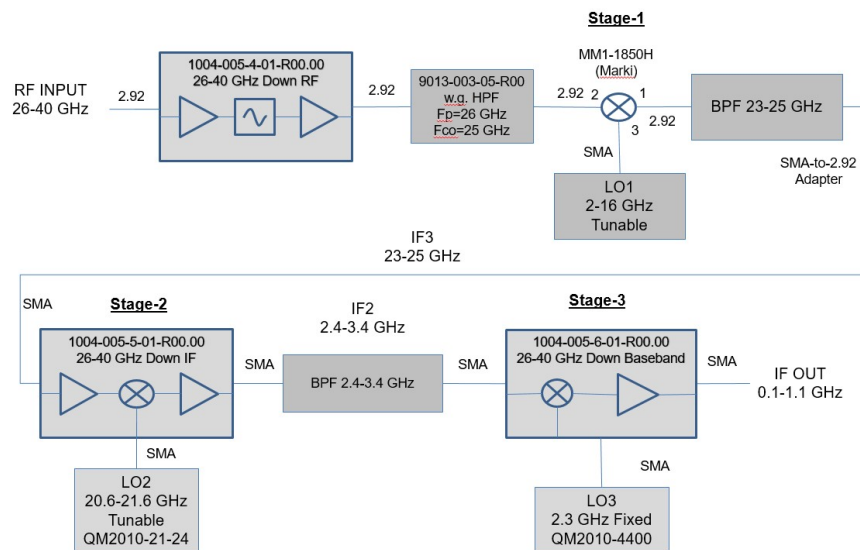 Stage-1
1004-005-4-01-R00.00
26-40 GHz Down RF
RF INPUT
26-40 GHz
2.92
2.92
9013-003-05-R00
w.g. HPF
Fp=26 GHz
Fco=25 GHz
MM1-1850H
(Marki)
2.92
2
1
3
2.92
BPF 23-25 GHz
SMA
SMA-to-2.92
Adapter
LO1
2-16 GHz
Tunable
IF3
23-25 GHz
SMA
Stage-2
1004-005-5-01-R00.00
26-40 GHz Down IF
SMA
IF2
2.4-3.4 GHz
BPF 2.4-3.4 GHz
SMA
Stage-3
1004-005-6-01-R00.00
26-40 GHz Down Baseband
SMA
IF OUT
0.1-1.1 GHz
SMA
LO2
20.6-21.6 GHz
Tunable
QM2010-21-24
SMA
LO3
2.3 GHz Fixed
QM2010-4400